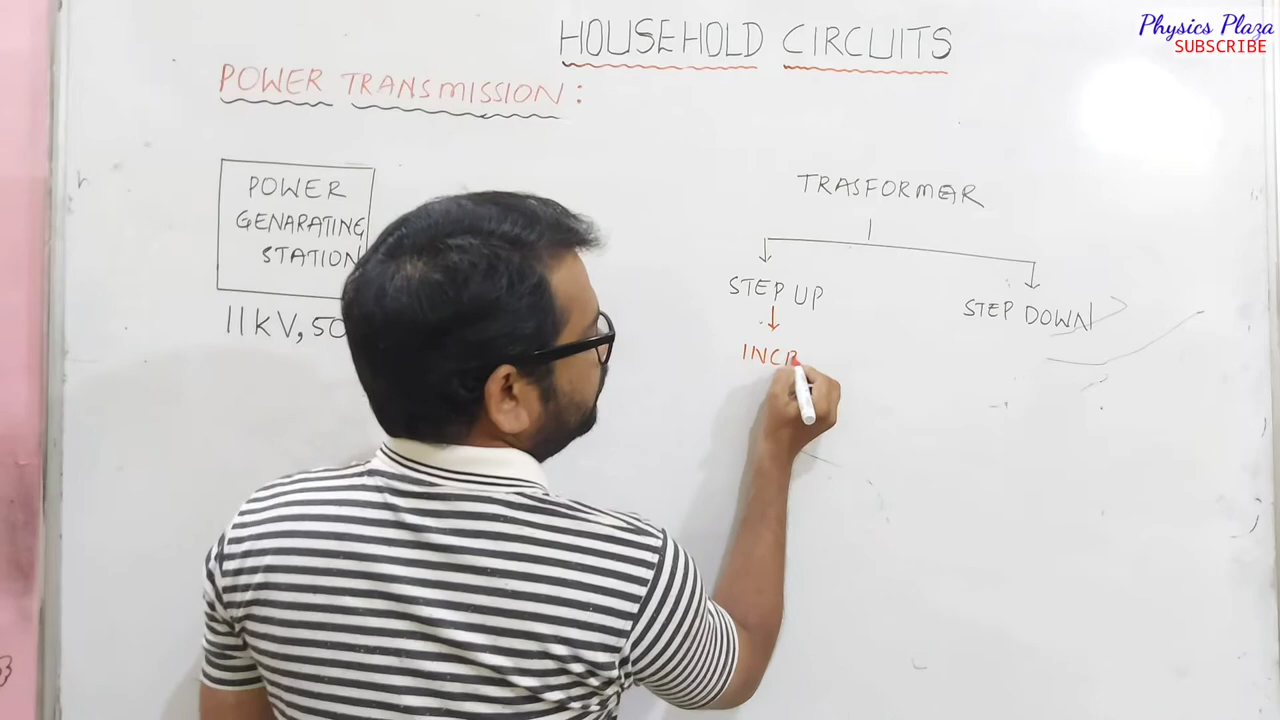 Physics Plaza
SUBSCRIBE
HOUSEHOLD CIRCUITS
POWER TRANSMISSION:
POWER
GENARATING
STATION
11kV, 50
TRASFORMER
STEP UP
STEP DOWN
INCR